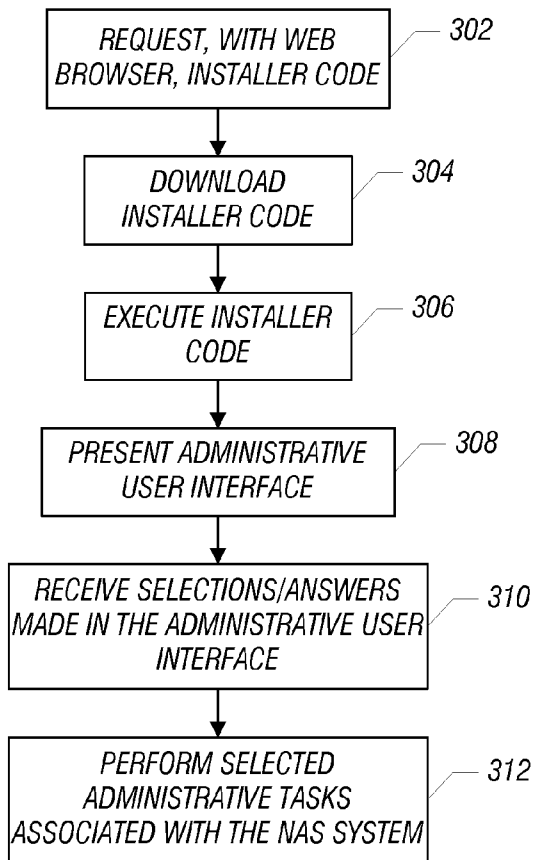 REQUEST, WITH WEB
BROWSER, INSTALLER CODE
302
DOWNLOAD
INSTALLER CODE
304
EXECUTE INSTALLER
CODE
306
PRESENT ADMINISTRATIVE
USER INTERFACE
308
RECEIVE SELECTIONS/ANSWERS
MADE IN THE ADMINISTRATIVE USER
INTERFACE
310
PERFORM SELECTED
ADMINISTRATIVE TASKS
ASSOCIATED WITH THE NAS SYSTEM
312